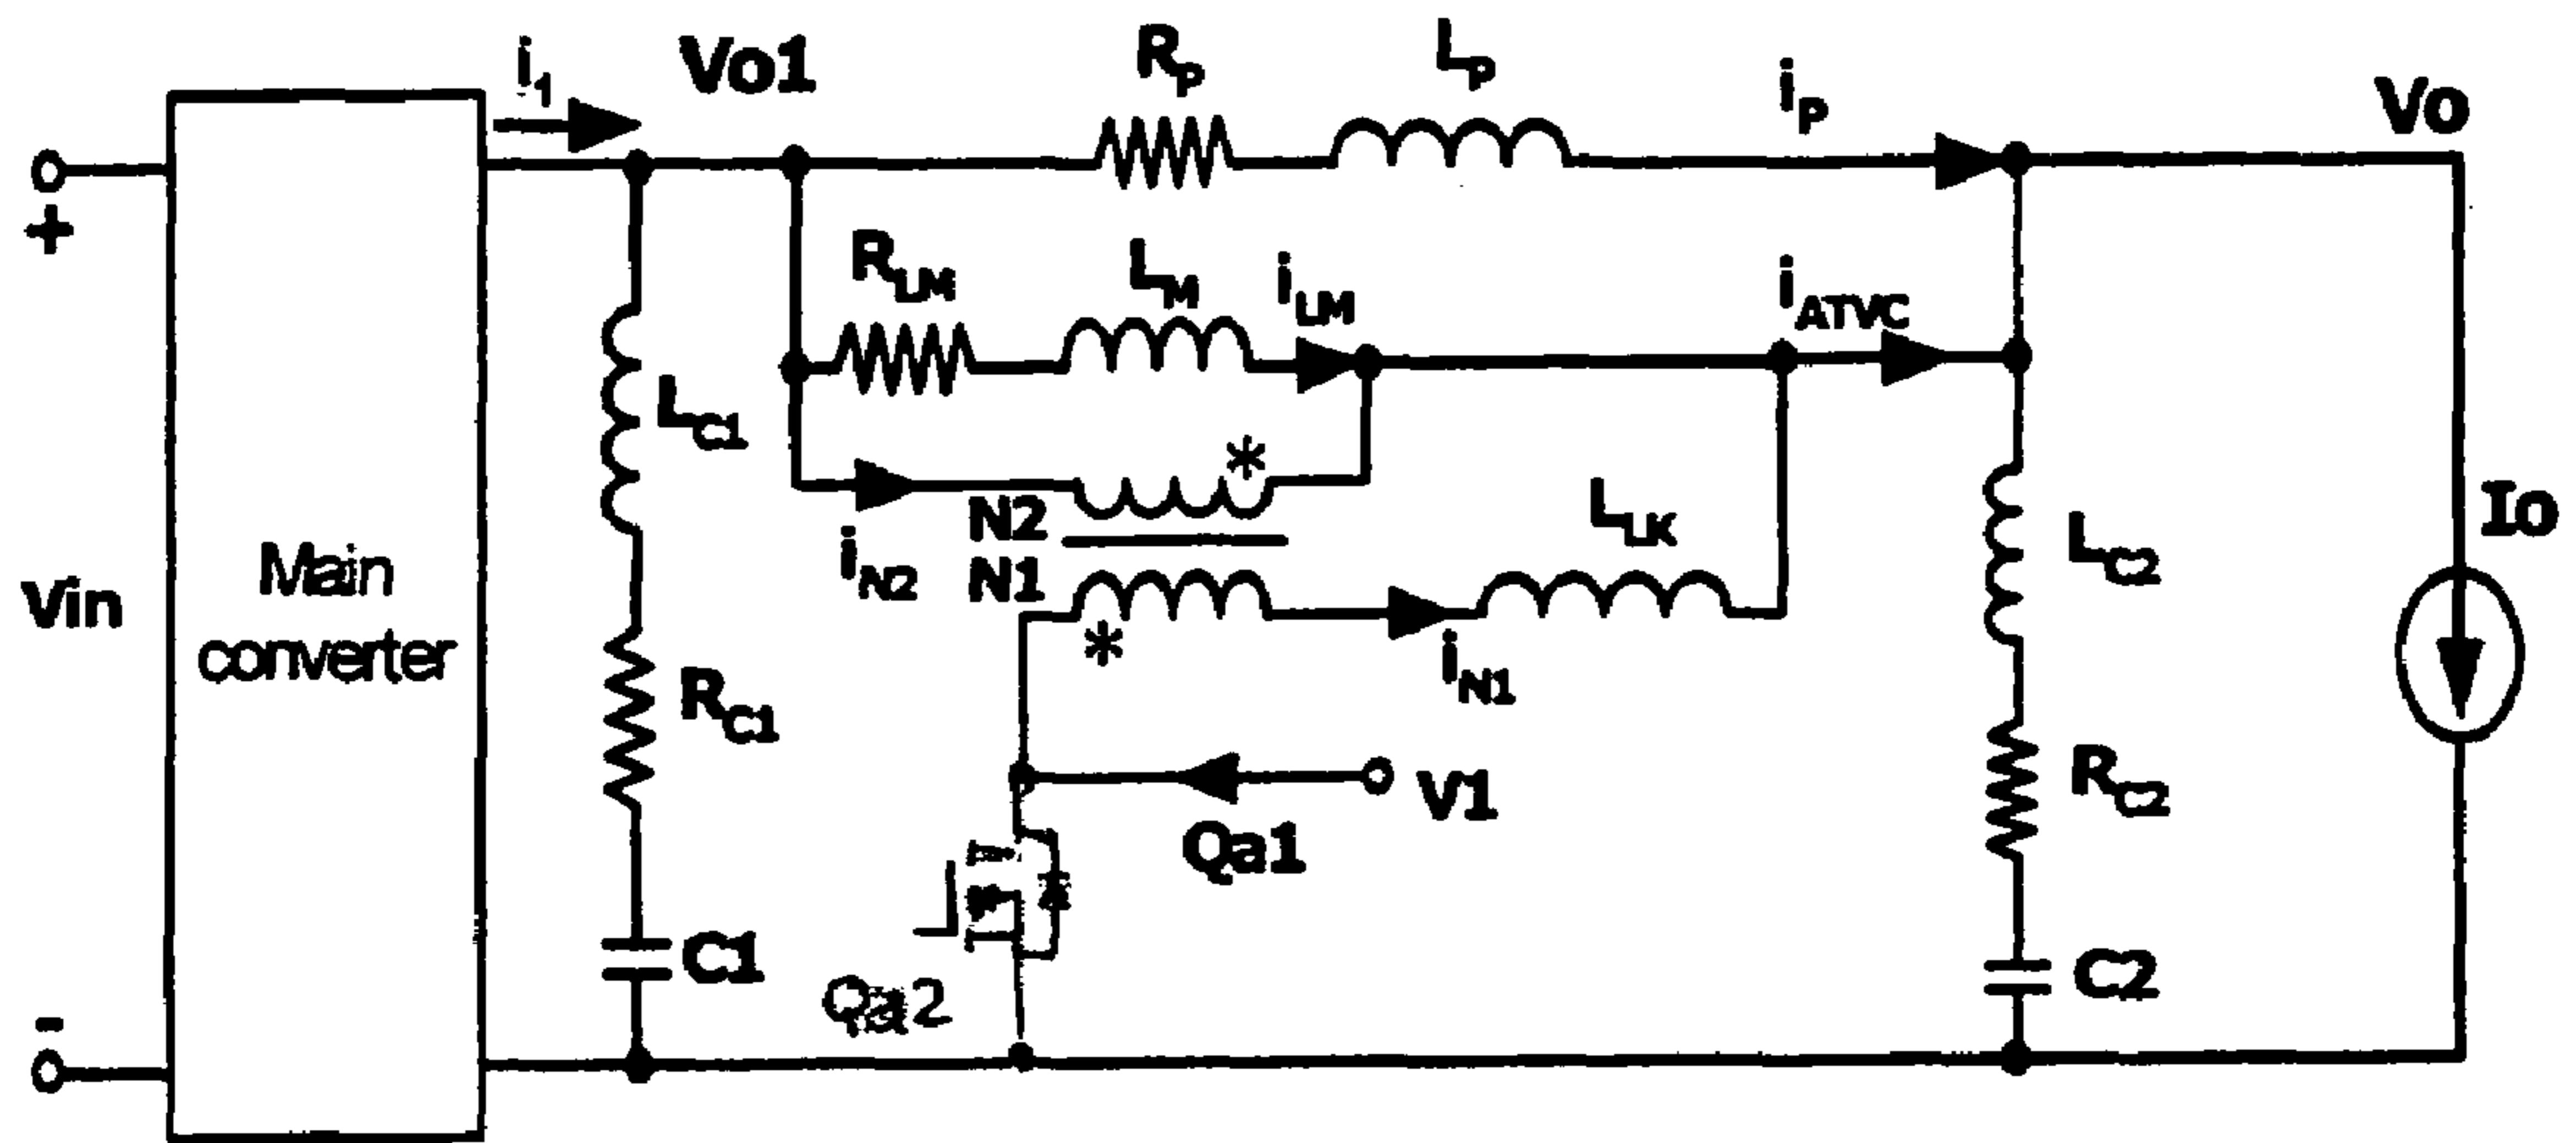 i1
Vo1
RP
LP
iP
Vo
+
RLM
LM
iLM
iATVC
LC1
*
N2
iN2
N1
LLK
LC2
Io
Vin
Main
converter
*
iN1
RC1
V1
RC2
Qa1
C1
C2
Qa2
-